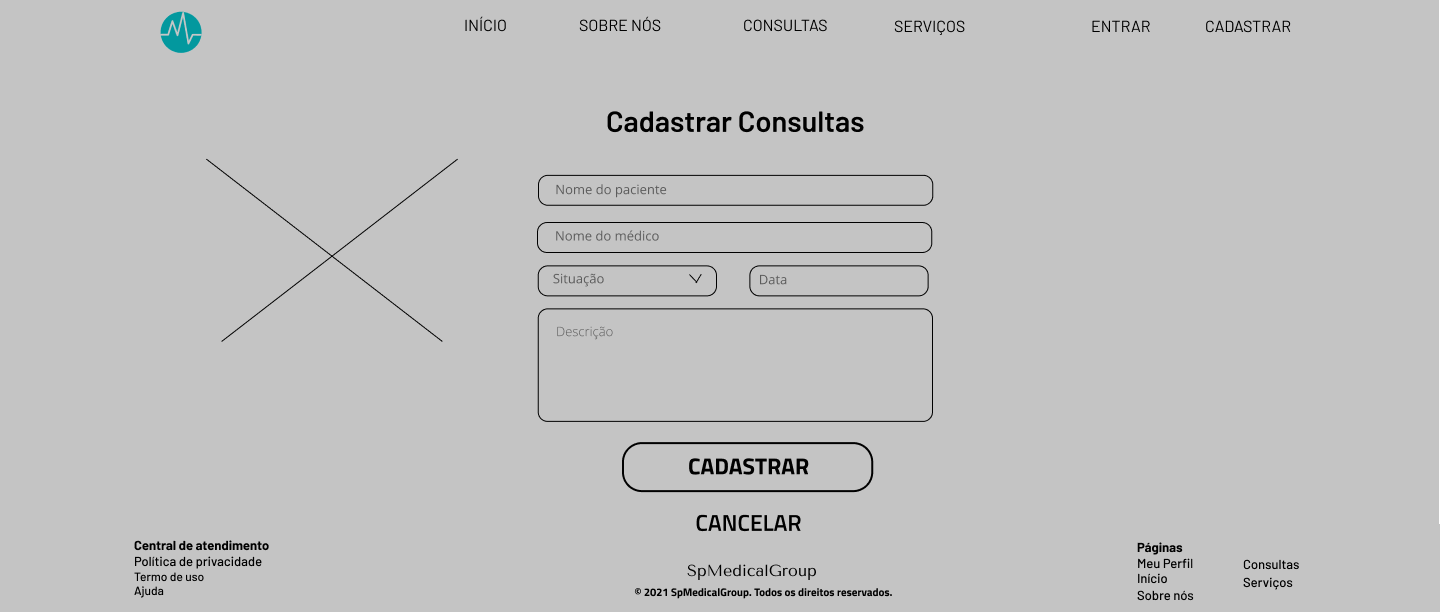 INÍCIO SOBRE NÓS CONSULTAS SERVIÇOS ENTRAR CADASTRAR
Cadastrar Consultas
Nome do paciente
Nome do médico
Situação Data
Descrição
CADASTRAR
CANCELAR
Central de atendimento
Política de privacidade
Termo de uso
Ajuda
SpMedicalGroup
© 2021 SpMedicalGroup. Todos os direitos reservados.
Páginas
Meu Perfil
Início
Sobre nós
Consultas
Serviços